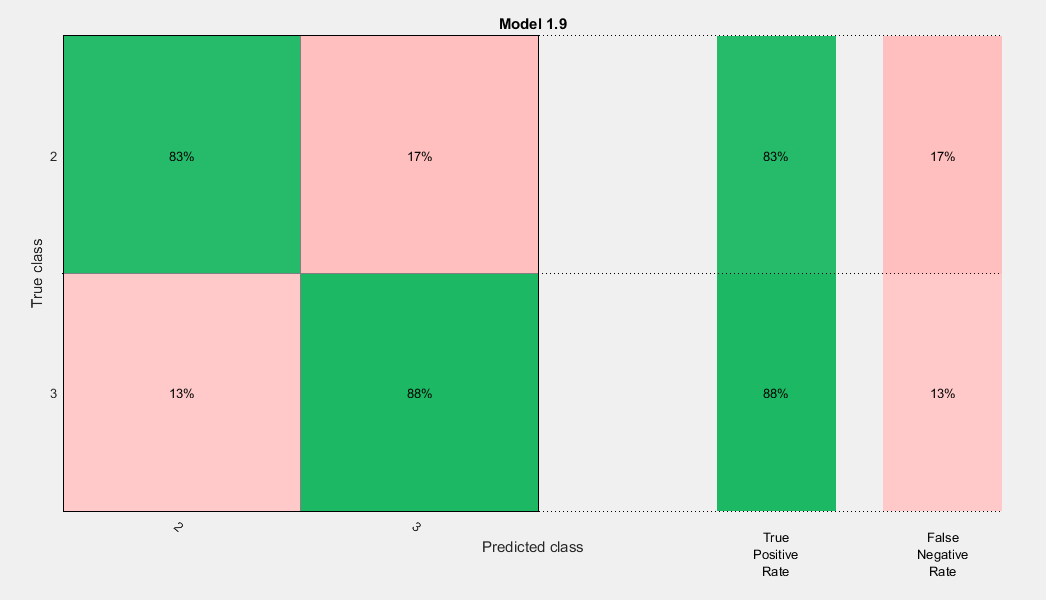 Model 1.9
True class
2
83%
17%
83%
17%
3
13%
88%
88%
13%
2
3
Predicted class
True
Positive
Rate
False
Negative
Rate